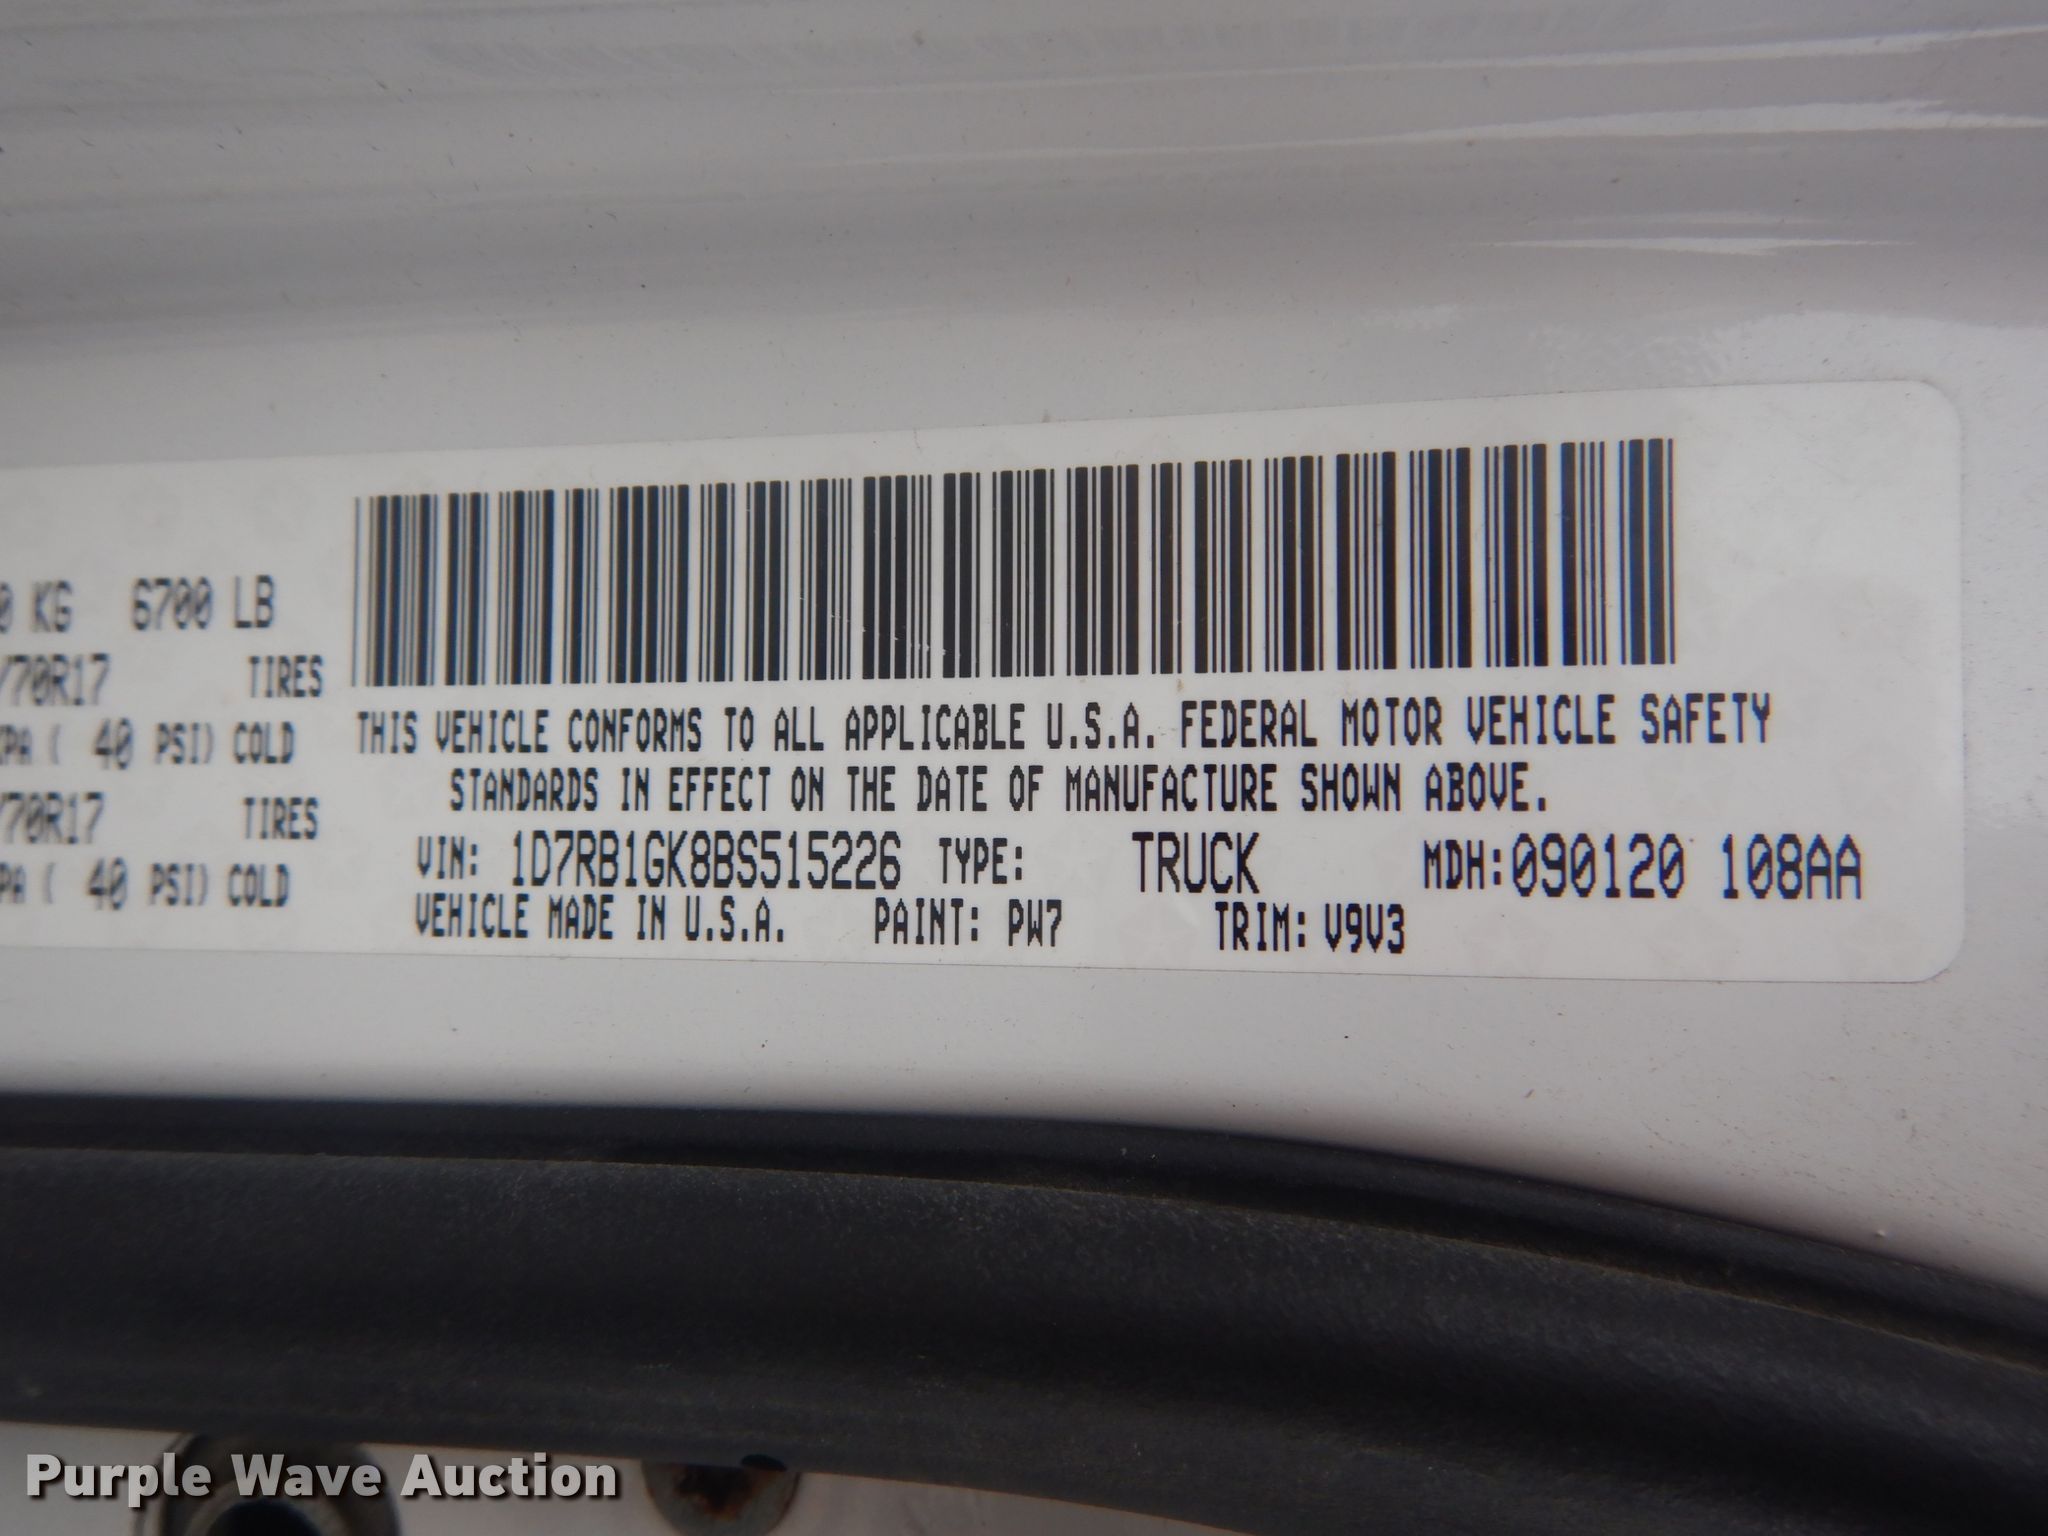 0 KG 6700 LB
/70R17 TIRES
KPA ( 40 PSI) COLD
/70R17 TIRES
PA ( 40 PSI) COLD
THIS VEHICLE CONFORMS TO ALL APPLICABLE U.S.A. FEDERAL MOTOR VEHICLE SAFETY
STANDARDS IN EFFECT ON THE DATE OF MANUFACTURE SHOWN ABOVE.
VIN: 1D7RB1GK8BS515226 TYPE: TRUCK MDH:090120 108AA
VEHICLE MADE IN U.S.A. PAINT: PW7 TRIM: V9V3
Purple Wave Auction